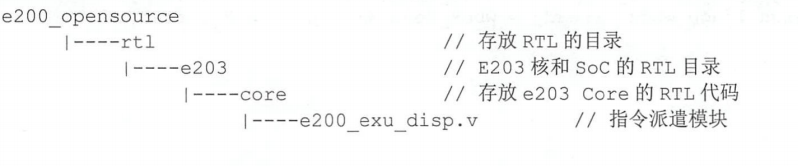 e200_opensource
|----rtl // 存放 RTL 的目录
|----e203 // E203 核和 SoC 的 RTL 目录
|----core // 存放 e203 Core 的 RTL 代码
|----e200_exu_disp.v // 指令派遣模块